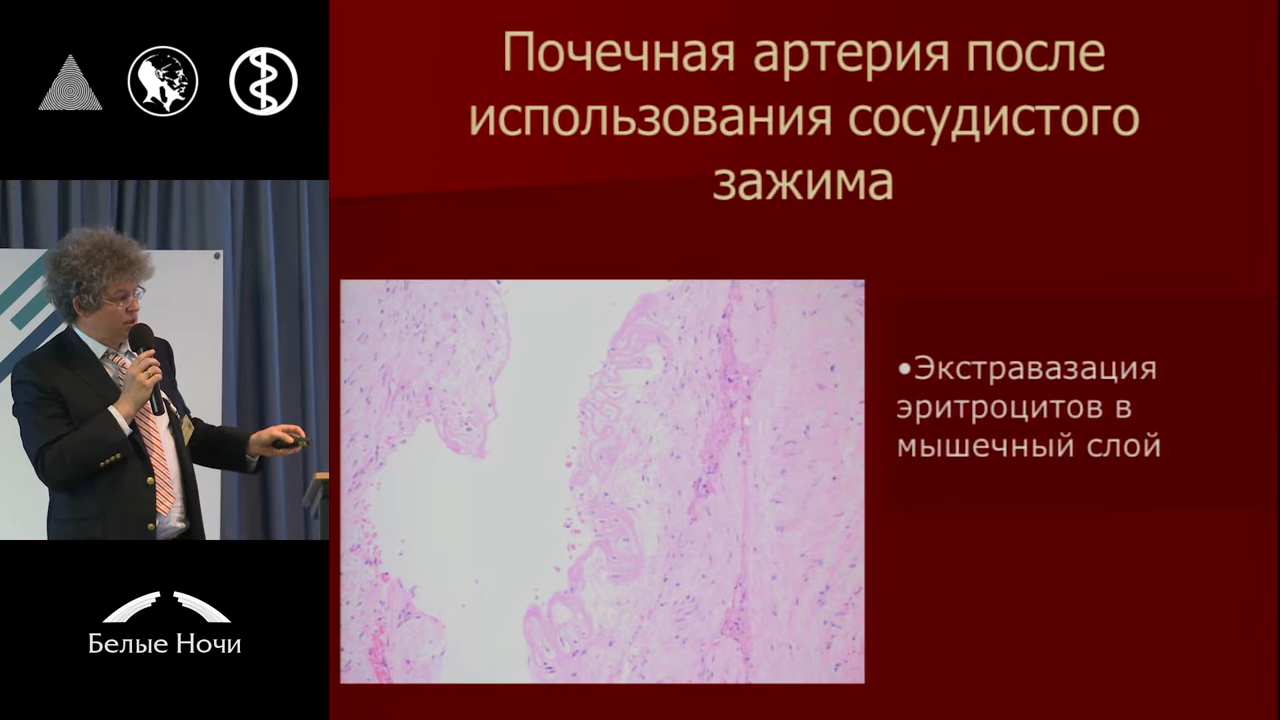 Почечная артерия после
использования сосудистого
зажима
•Экстравазация
эритроцитов в
мышечный слой
Белые Ночи